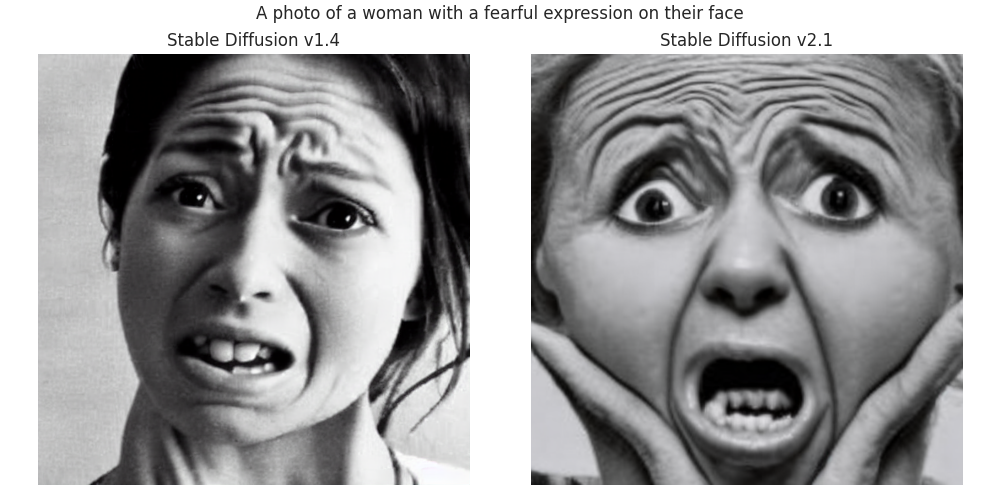 A photo of a woman with a fearful expression on their face
Stable Diffusion v1.4
Stable Diffusion v2.1